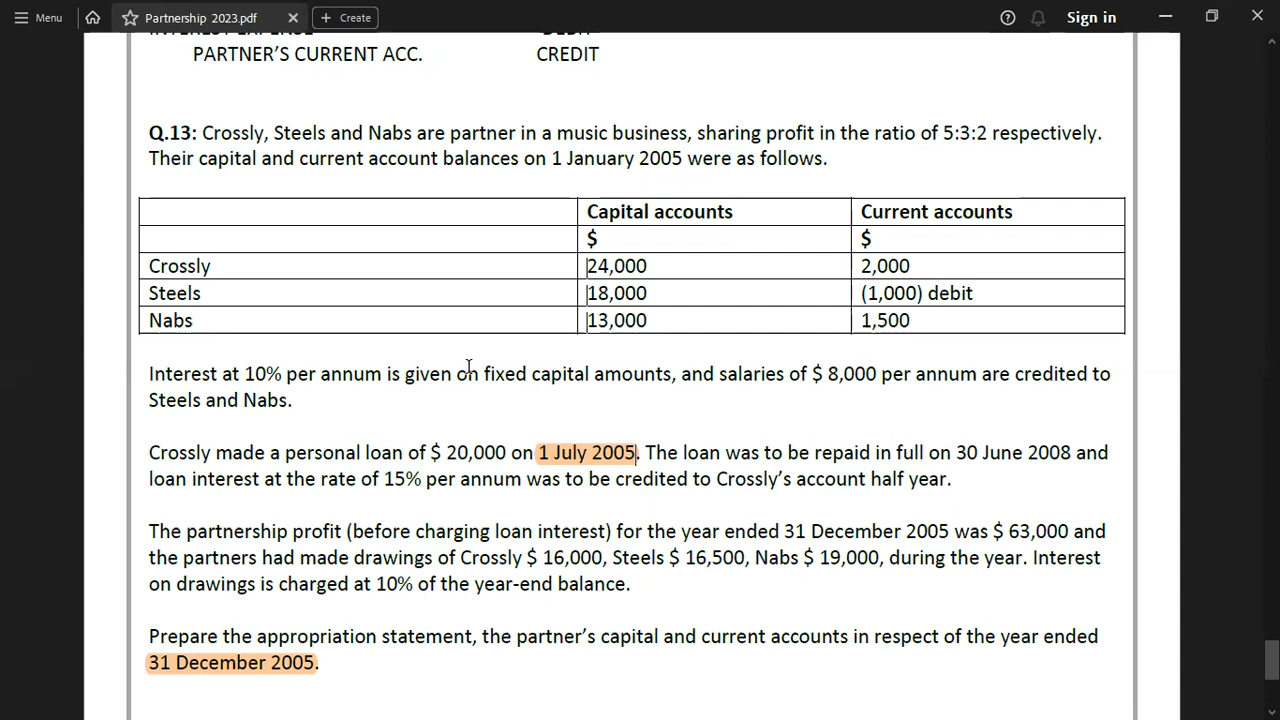 Menu
Partnership 2023.pdf
Create
Sign in
PARTNER'S CURRENT ACC. CREDIT
Q.13: Crossly, Steels and Nabs are partner in a music business, sharing profit in the ratio of 5:3:2 respectively.
Their capital and current account balances on 1 January 2005 were as follows.
Capital accounts Current accounts
$ $
Crossly 24,000 2,000
Steels 18,000 (1,000) debit
Nabs 13,000 1,500
Interest at 10% per annum is given on fixed capital amounts, and salaries of $ 8,000 per annum are credited to
Steels and Nabs.
Crossly made a personal loan of $ 20,000 on 1 July 2005. The loan was to be repaid in full on 30 June 2008 and
loan interest at the rate of 15% per annum was to be credited to Crossly's account half year.
The partnership profit (before charging loan interest) for the year ended 31 December 2005 was $ 63,000 and
the partners had made drawings of Crossly $ 16,000, Steels $ 16,500, Nabs $ 19,000, during the year. Interest
on drawings is charged at 10% of the year-end balance.
Prepare the appropriation statement, the partner's capital and current accounts in respect of the year ended
31 December 2005.